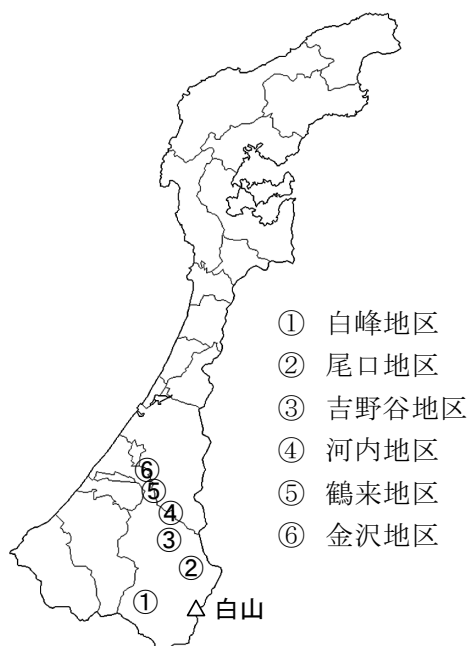 ① 白峰地区
② 尾口地区
③ 吉野谷地区
④ 河内地区
⑤ 鶴来地区
⑥ 金沢地区
⑥
⑤
④
③
②
①
△ 白山